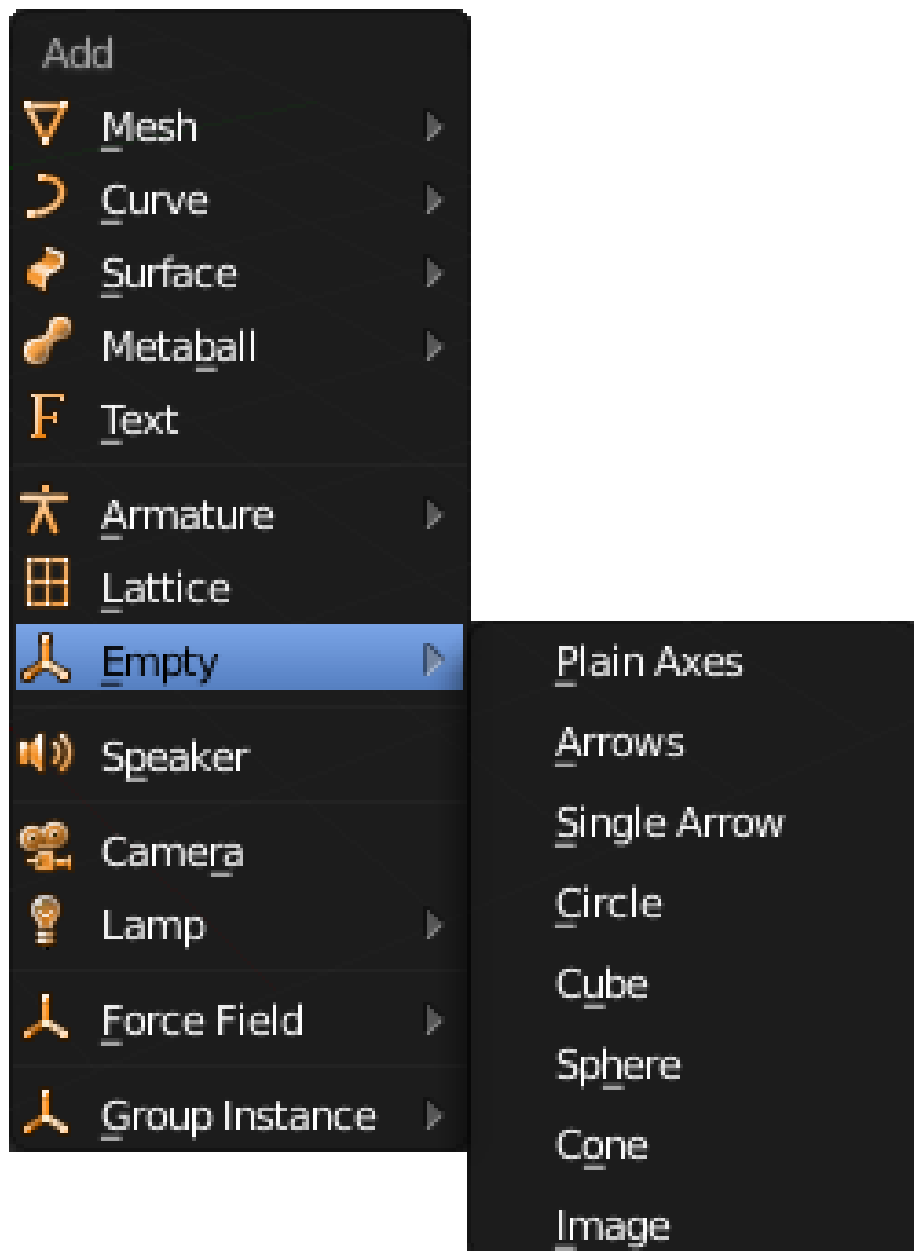 Add
Mesh
Curve
Surface
Metaball
Text
Armature
Lattice
Empty
Speaker
Camera
Lamp
Force Field
Group Instance
Plain Axes
Arrows
Single Arrow
Circle
Cube
Sphere
Cone
Image